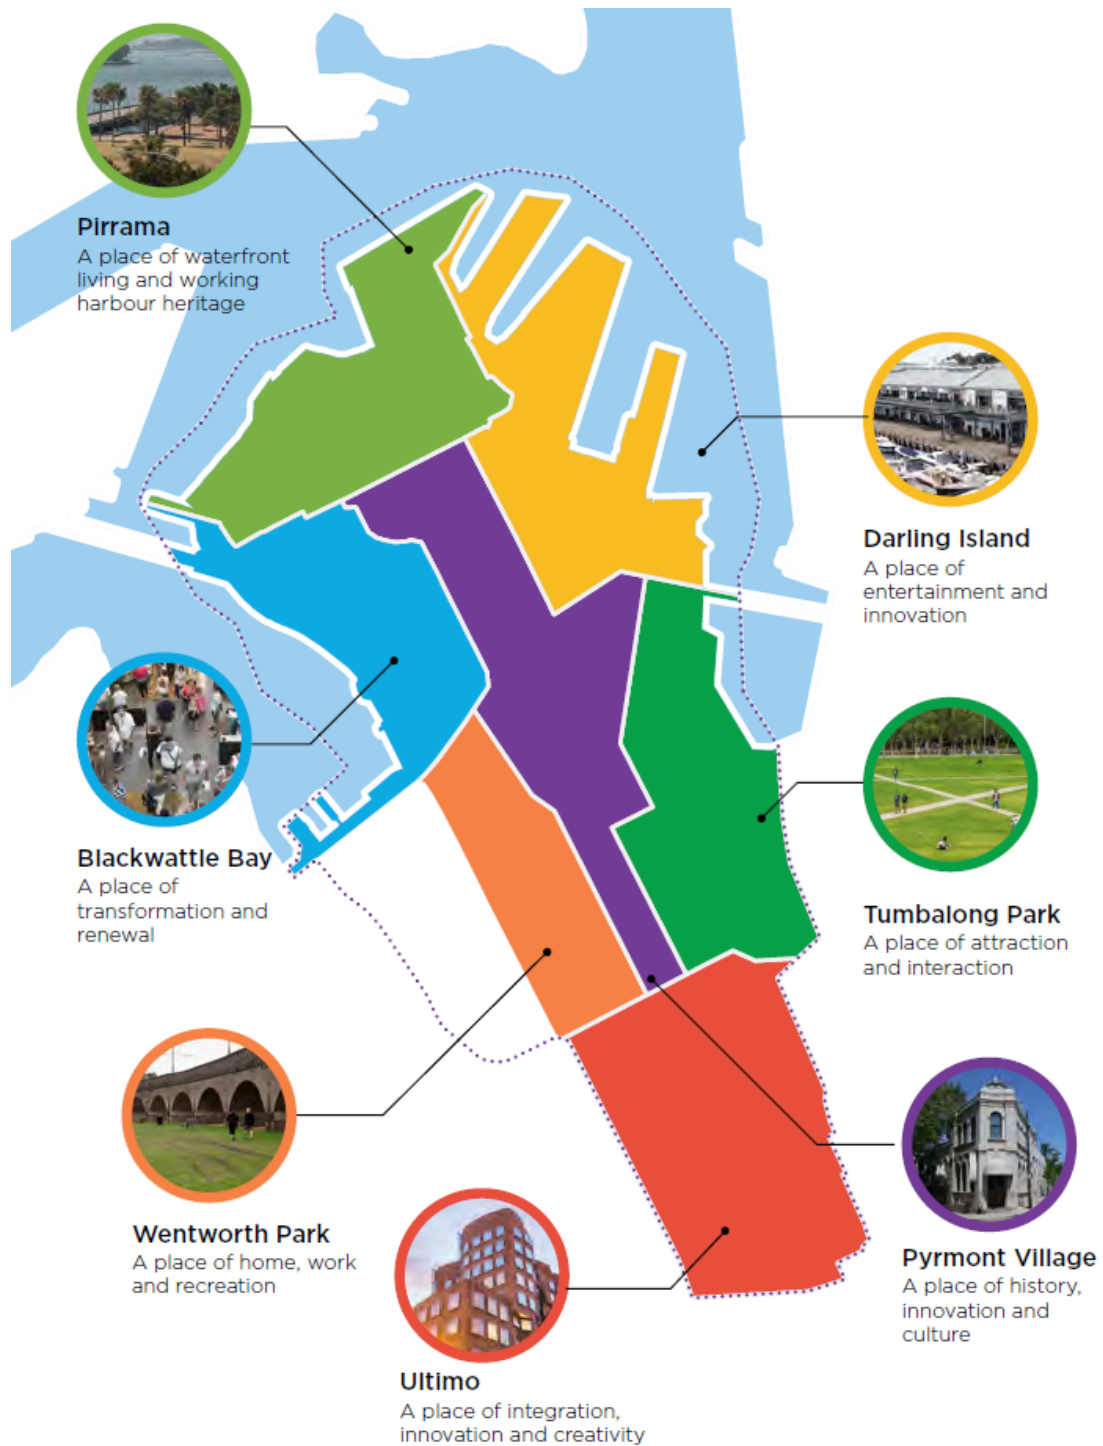 Pirrama
A place of waterfront
living and working
harbour heritage
Darling Island
A place of
entertainment and
innovation
Blackwattle Bay
A place of
transformation and
renewal
Tumbalong Park
A place of attraction
and interaction
Wentworth Park
A place of home, work
and recreation
Pyrmont Village
A place of history,
innovation and
culture
Ultimo
A place of integration,
innovation and creativity